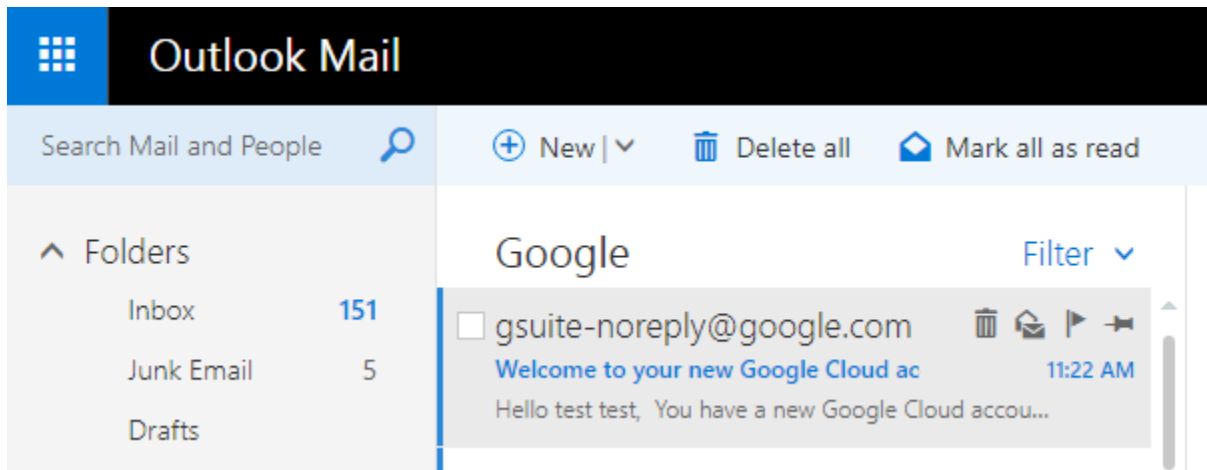 Outlook Mail
Search Mail and People
New
Delete all
Mark all as read
Folders
Inbox 151
Junk Email 5
Drafts
Google
Filter
gsuite-noreply@google.com
Welcome to your new Google Cloud ac 11:22 AM
Hello test test, You have a new Google Cloud accou...